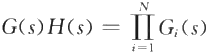 G(s)H(s) = ∏_{i=1}^{N} G_i(s)